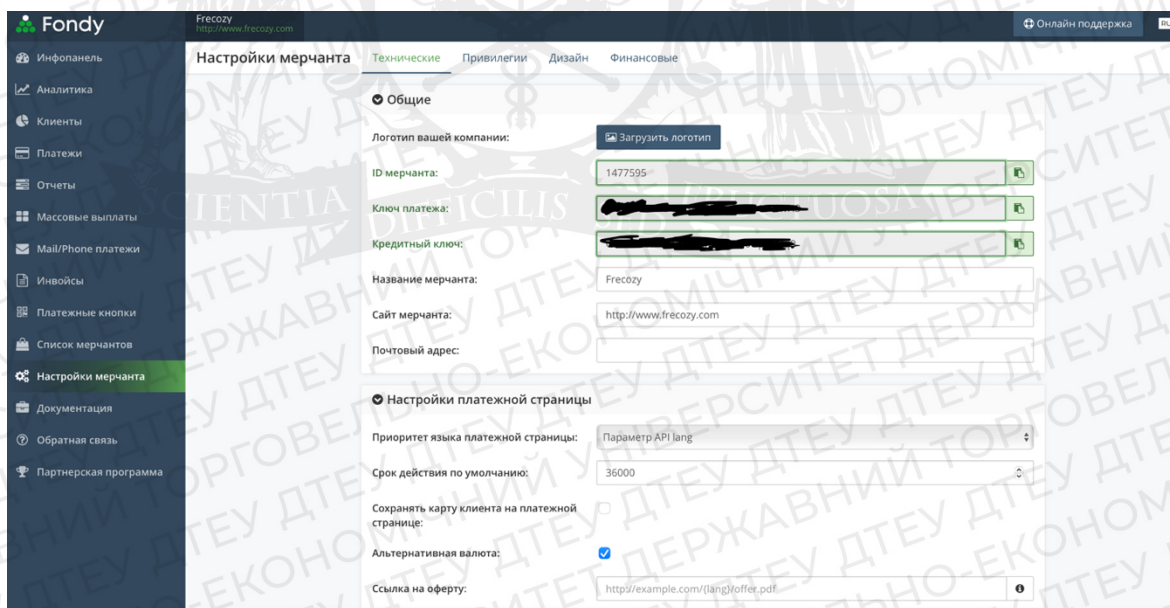 Fondy
Frecozy
http://www.frecozy.com
Онлайн поддержка
RU
Инфопанель
Аналитика
Клиенты
Платежи
Отчеты
Массовые выплаты
Mail/Phone платежи
Инвойсы
Платежные кнопки
Список мерчантов
Настройки мерчанта
Документация
Обратная связь
Партнерская программа
Настройки мерчанта Технические Привилегии Дизайн Финансовые
Общие
Логотип вашей компании: Загрузить логотип
ID мерчанта: 1477595
Ключ платежа:
Кредитный ключ:
Название мерчанта: Frecozy
Сайт мерчанта: http://www.frecozy.com
Почтовый адрес:
Настройки платежной страницы
Приоритет языка платежной страницы: Параметр API lang
Срок действия по умолчанию: 36000
Сохранять карту клиента на платежной
странице:
Альтернативная валюта:
Ссылка на оферту: http://example.com/{lang}/offer.pdf
SCIENTIA DIFFICILIS